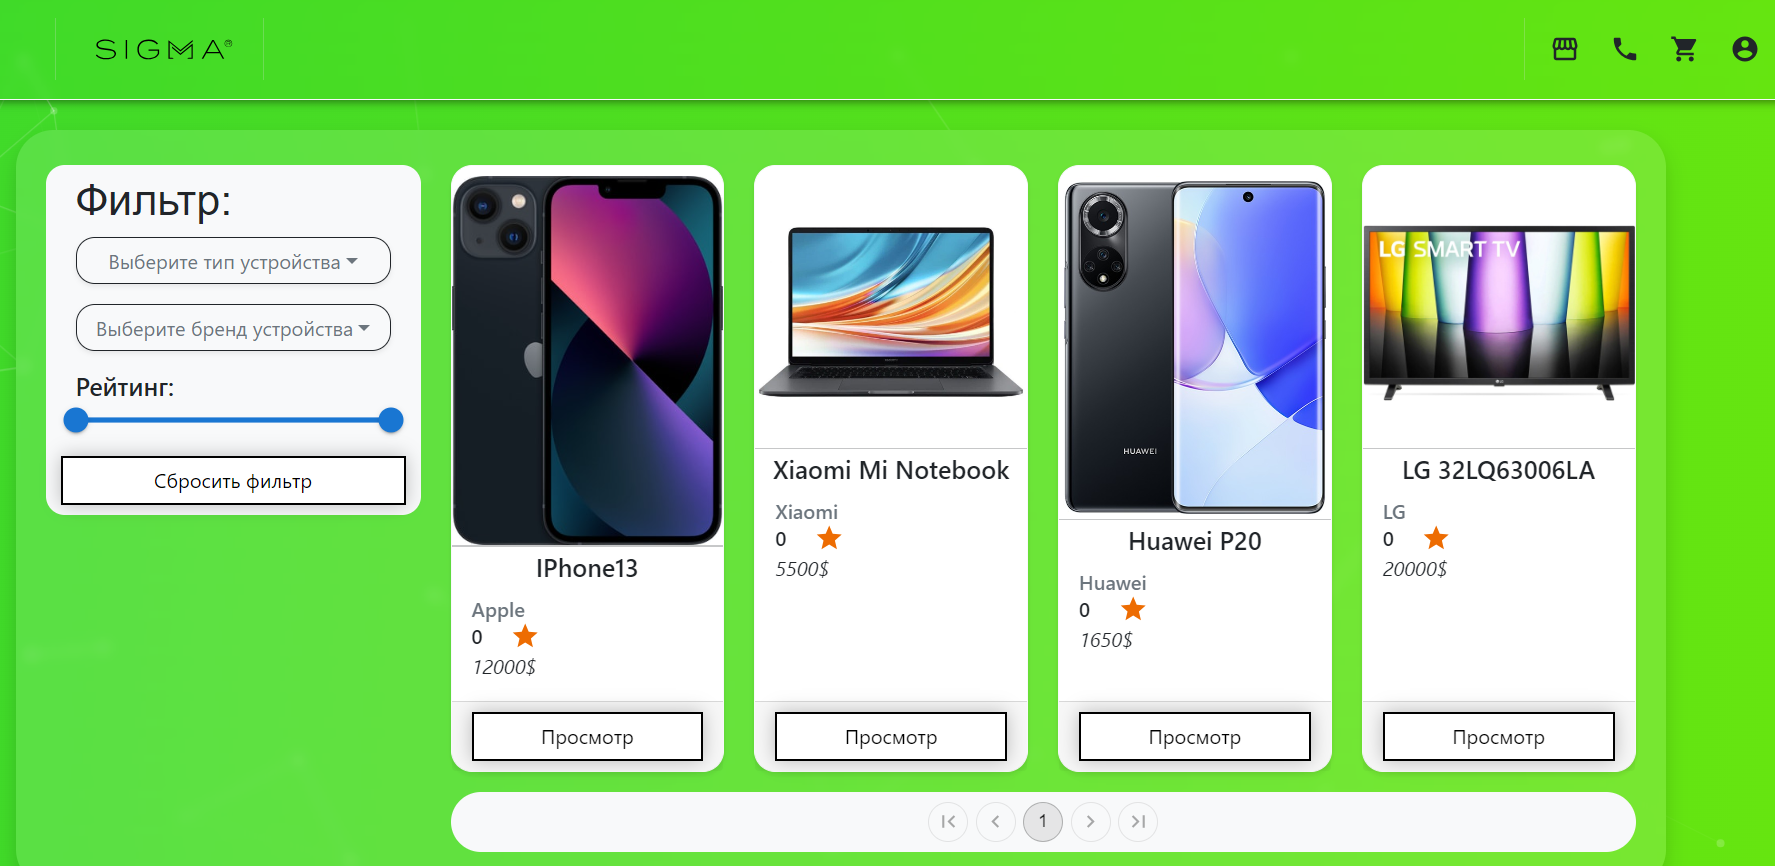 SIGMA®
Фильтр:
Выберите тип устройства
Выберите бренд устройства
Рейтинг:
Сбросить фильтр
IPhone13
Apple
0
12000$
Просмотр
Xiaomi Mi Notebook
Xiaomi
0
5500$
Просмотр
HUAWEI
Huawei P20
Huawei
0
1650$
Просмотр
LG SMART TV
LG 32LQ63006LA
LG
0
20000$
Просмотр
1